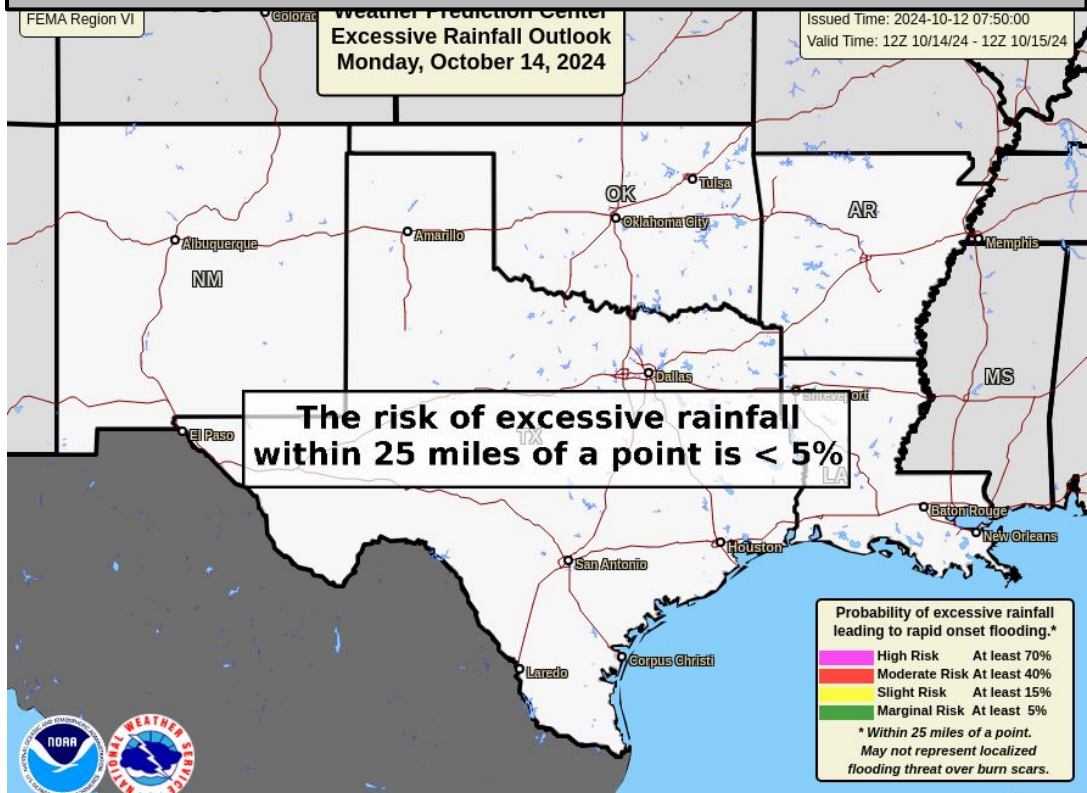 FEMA Region VI
Weather Prediction Center
Excessive Rainfall Outlook
Monday, October 14, 2024
Issued Time: 2024-10-12 07:50:00
Valid Time: 12Z 10/14/24 - 12Z 10/15/24
Colorad
Tulsa
OK
Oklahoma City
AR
Amarillo
Albuquerque
Memphis
NM
Dallas
MS
Shreveport
The risk of excessive rainfall
within 25 miles of a point is < 5%
TX
El Paso
LA
Baton Rouge
New Orleans
Houston
San Antonio
Laredo
Corpus Christi
Probability of excessive rainfall
leading to rapid onset flooding.*
High Risk At least 70%
Moderate Risk At least 40%
Slight Risk At least 15%
Marginal Risk At least 5%
* Within 25 miles of a point.
May not represent localized
flooding threat over burn scars.
NOAA
NATIONAL WEATHER SERVICE